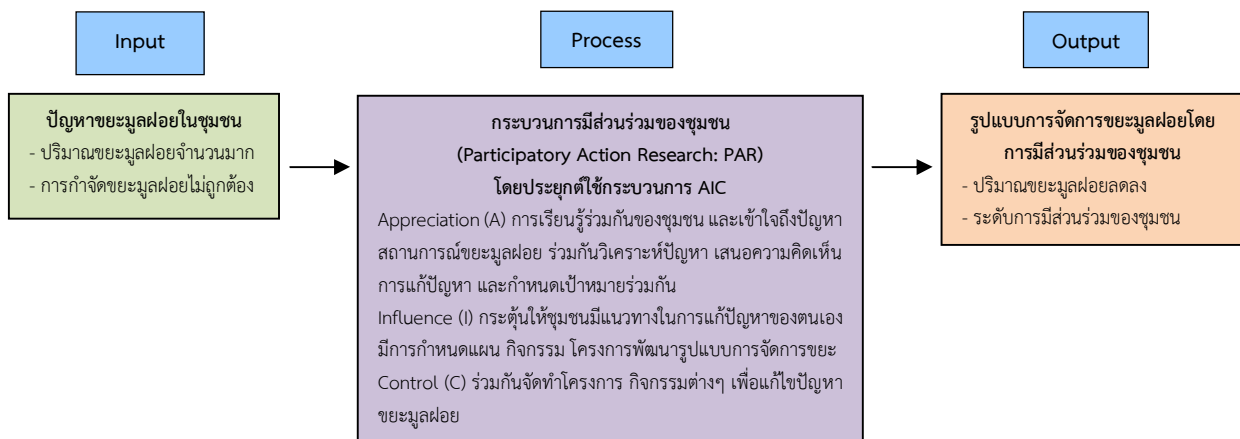 Input
Process
Output
ปัญหาขยะมูลฝอยในชุมชน
- ปริมาณขยะมูลฝอยจำนวนมาก
- การกำจัดขยะมูลฝอยไม่ถูกต้อง
กระบวนการมีส่วนร่วมของชุมชน
(Participatory Action Research: PAR)
โดยประยุกต์ใช้กระบวนการ AIC
Appreciation (A) การเรียนรู้ร่วมกันของชุมชน และเข้าใจถึงปัญหา
สถานการณ์ขยะมูลฝอย ร่วมกันวิเคราะห์ปัญหา เสนอความคิดเห็น
การแก้ปัญหา และกำหนดเป้าหมายร่วมกัน
Influence (I) กระตุ้นให้ชุมชนมีแนวทางในการแก้ปัญหาของตนเอง
มีการกำหนดแผน กิจกรรม โครงการพัฒนารูปแบบการจัดการขยะ
Control (C) ร่วมกันจัดทำโครงการ กิจกรรมต่างๆ เพื่อแก้ไขปัญหา
ขยะมูลฝอย
รูปแบบการจัดการขยะมูลฝอยโดย
การมีส่วนร่วมของชุมชน
- ปริมาณขยะมูลฝอยลดลง
- ระดับการมีส่วนร่วมของชุมชน